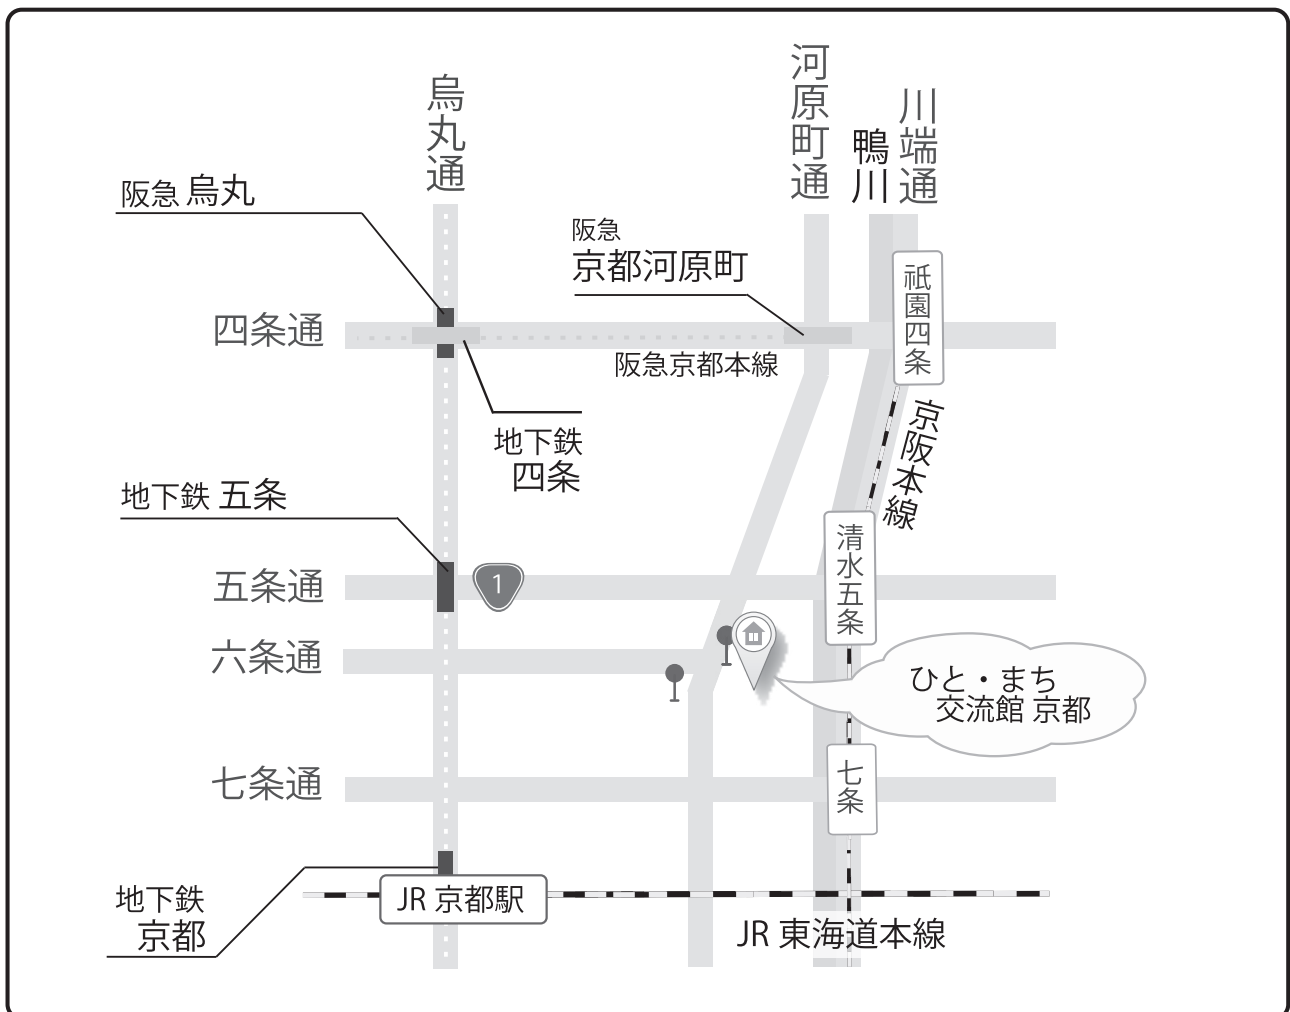 烏丸通
河原町通
鴨川
川端通
阪急 烏丸
阪急
京都河原町
祇園四条
四条通
阪急京都本線
地下鉄
四条
京阪本線
地下鉄 五条
清水五条
五条通
1
六条通
ひと・まち
交流館 京都
七条通
七条
地下鉄
京都
JR 京都駅
JR 東海道本線